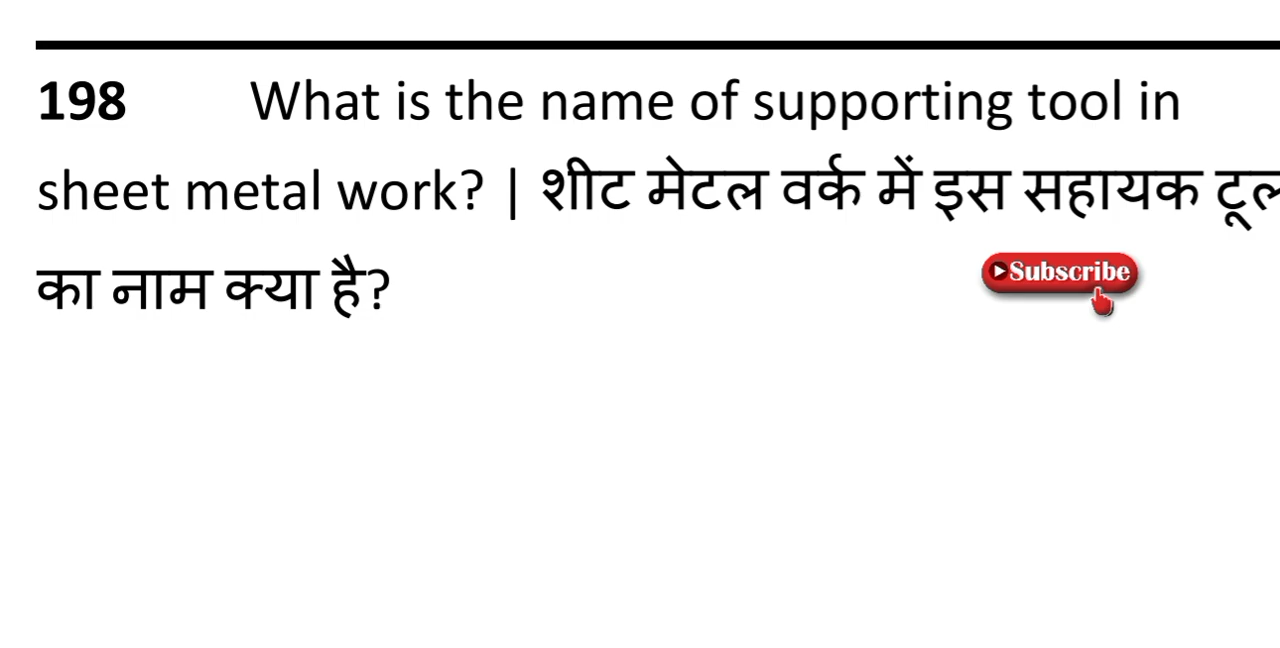 198 What is the name of supporting tool in
sheet metal work? | शीट मेटल वर्क में इस सहायक टूल
का नाम क्या है?
Subscribe